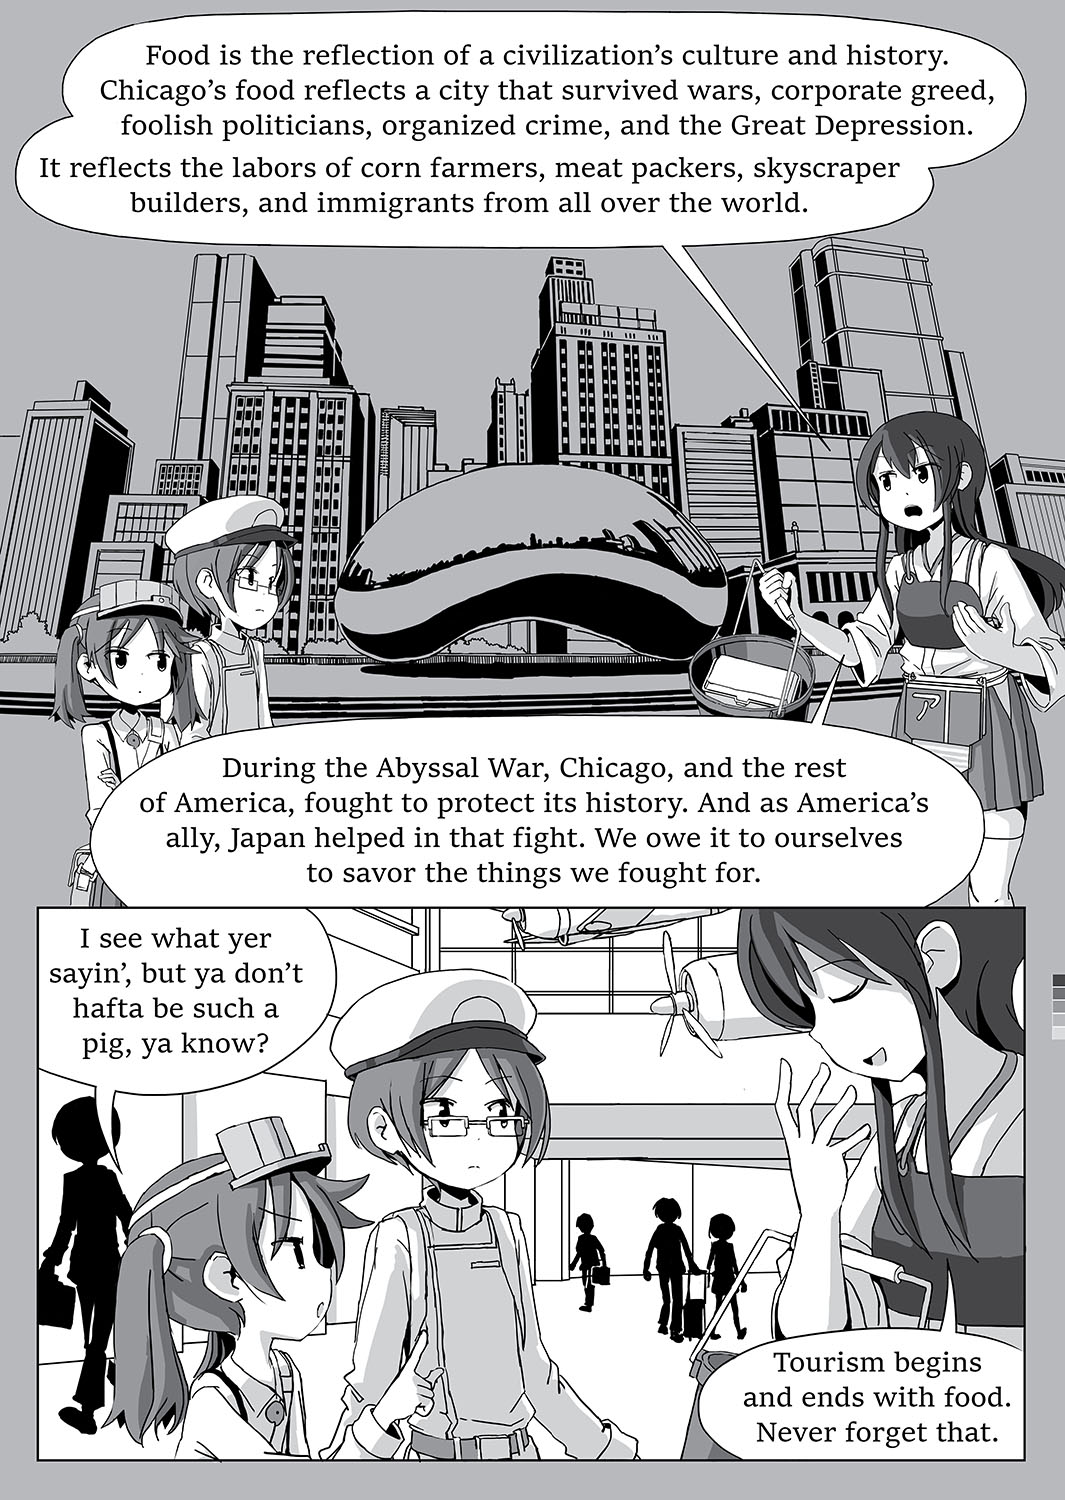 Food is the reflection of a civilization's culture and history.
Chicago's food reflects a city that survived wars, corporate greed,
foolish politicians, organized crime, and the Great Depression.
It reflects the labors of corn farmers, meat packers, skyscraper
builders, and immigrants from all over the world.
ア
During the Abyssal War, Chicago, and the rest
of America, fought to protect its history. And as America's
ally, Japan helped in that fight. We owe it to ourselves
to savor the things we fought for.
I see what yer
sayin', but ya don't
hafta be such a
pig, ya know?
Tourism begins
and ends with food.
Never forget that.